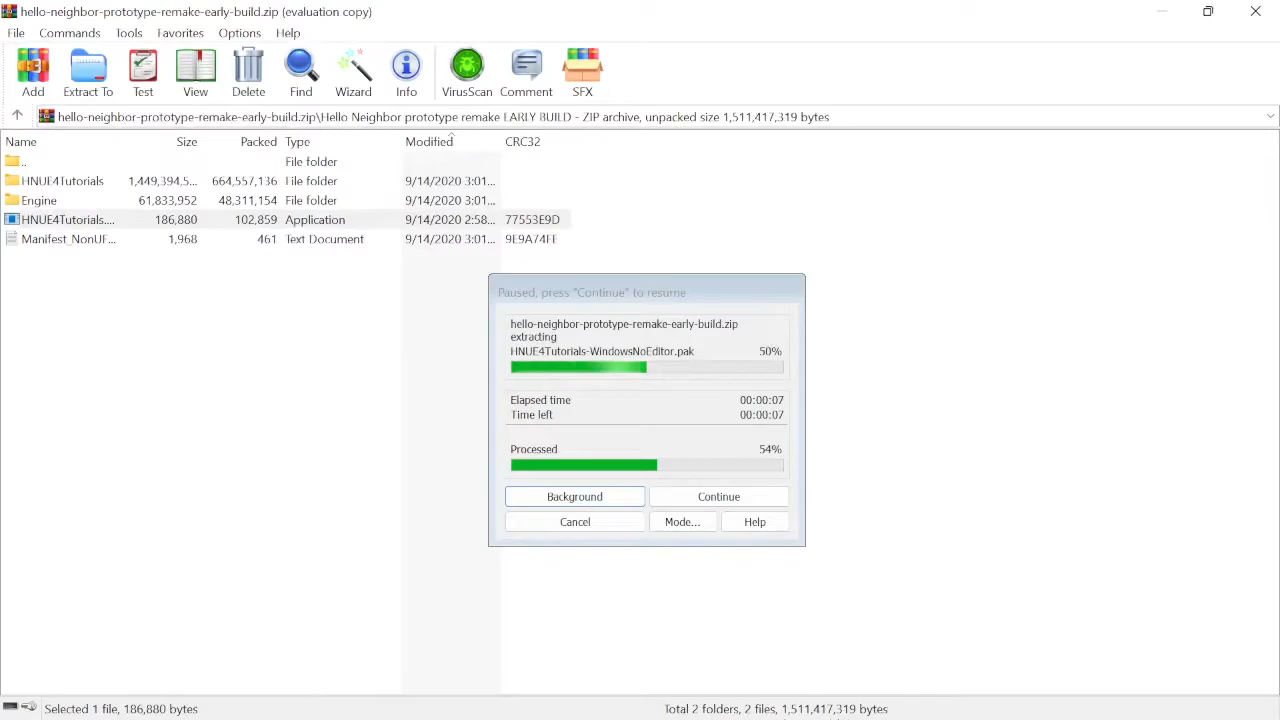 hello-neighbor-prototype-remake-early-build.zip (evaluation copy)
File Commands Tools Favorites Options Help
Add Extract To Test View Delete Find Wizard Info VirusScan Comment SFX
hello-neighbor-prototype-remake-early-build.zip\Hello Neighbor prototype remake EARLY BUILD - ZIP archive, unpacked size 1,511,417,319 bytes
Name Size Packed Type Modified CRC32
.. File folder
HNUE4Tutorials 1,449,394,5... 664,557,136 File folder 9/14/2020 3:01...
Engine 61,833,952 48,311,154 File folder 9/14/2020 3:01...
HNUE4Tutorials.... 186,880 102,859 Application 9/14/2020 2:58... 77553E9D
Manifest_NonUF... 1,968 461 Text Document 9/14/2020 3:01... 9E9A74FE
Paused, press "Continue" to resume
hello-neighbor-prototype-remake-early-build.zip
extracting
HNUE4Tutorials-WindowsNoEditor.pak 50%
Elapsed time 00:00:07
Time left 00:00:07
Processed 54%
Background Continue
Cancel Mode... Help
Selected 1 file, 186,880 bytes Total 2 folders, 2 files, 1,511,417,319 bytes